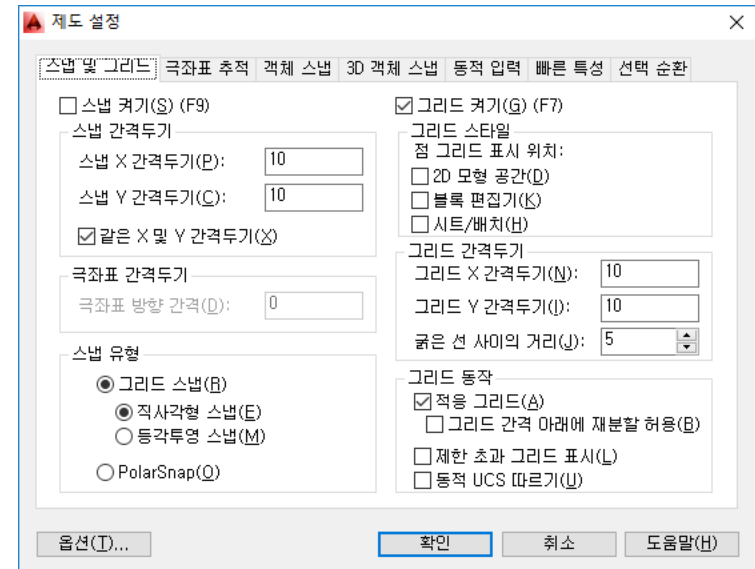 제도 설정
스냅 및 그리드 극좌표 추적 객체 스냅 3D 객체 스냅 동적 입력 빠른 특성 선택 순환
스냅 켜기(S) (F9)
스냅 간격두기
스냅 X 간격두기(P): 10
스냅 Y 간격두기(C): 10
같은 X 및 Y 간격두기(X)
극좌표 간격두기
극좌표 방향 간격(D): 0
스냅 유형
그리드 스냅(R)
직사각형 스냅(E)
등각투영 스냅(M)
PolarSnap(O)
그리드 켜기(G) (F7)
그리드 스타일
점 그리드 표시 위치:
2D 모형 공간(D)
블록 편집기(K)
시트/배치(H)
그리드 간격두기
그리드 X 간격두기(N): 10
그리드 Y 간격두기(I): 10
굵은 선 사이의 거리(J): 5
그리드 동작
적응 그리드(A)
그리드 간격 아래에 재분할 허용(B)
제한 초과 그리드 표시(L)
동적 UCS 따르기(U)
옵션(T)... 확인 취소 도움말(H)